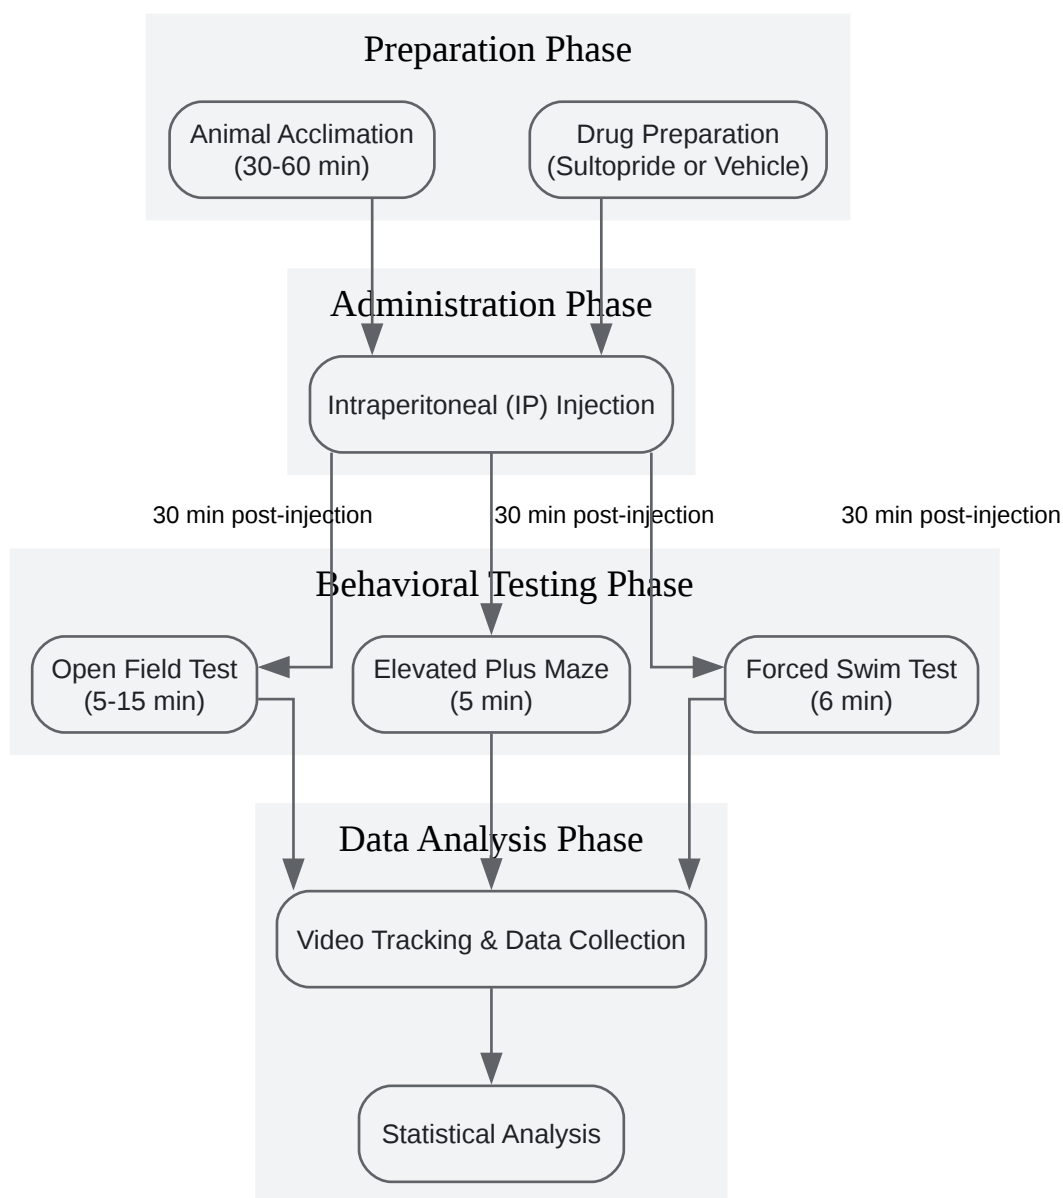 Preparation Phase
Animal Acclimation
(30-60 min)
Drug Preparation
(Sultopride or Vehicle)
Administration Phase
Intraperitoneal (IP) Injection
30 min post-injection
30 min post-injection
30 min post-injection
Behavioral Testing Phase
Open Field Test
(5-15 min)
Elevated Plus Maze
(5 min)
Forced Swim Test
(6 min)
Data Analysis Phase
Video Tracking & Data Collection
Statistical Analysis